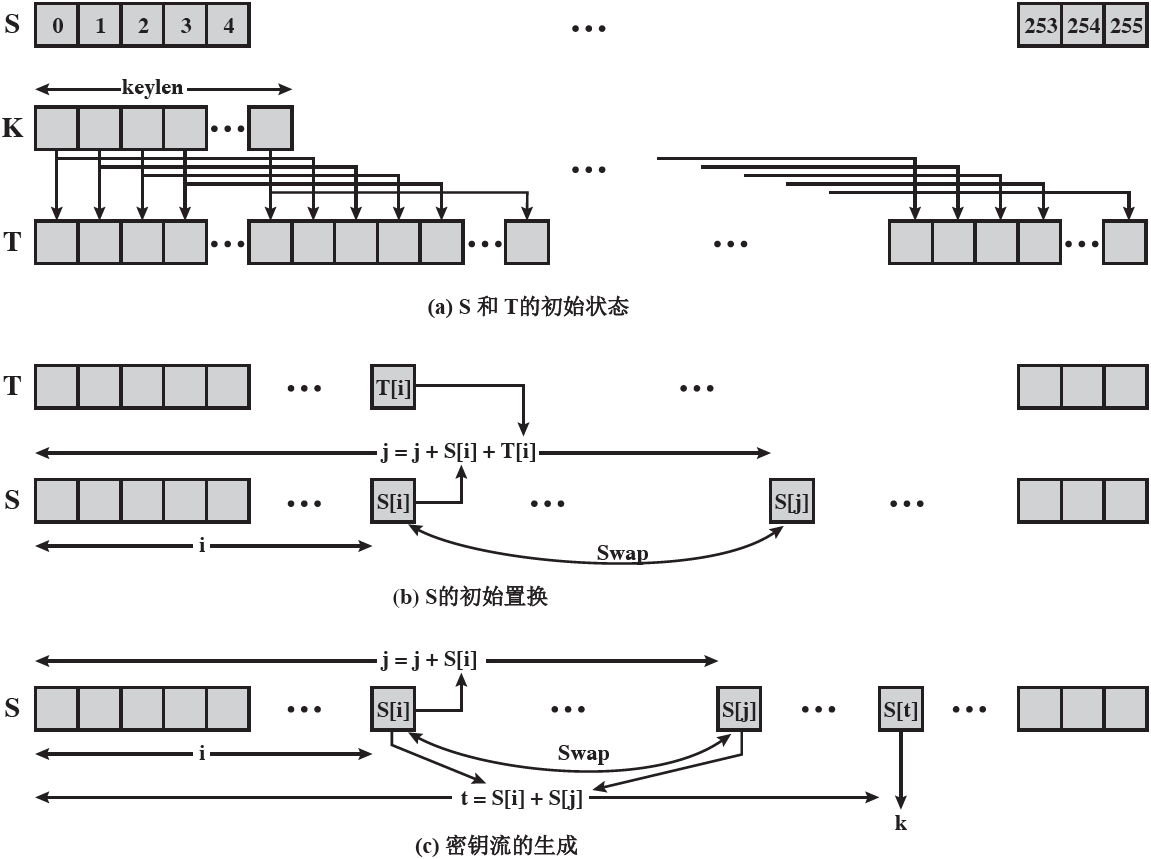 S 0 1 2 3 4 ... 253 254 255
keylen
K ... ...
T ... ... ... ...
(a) S 和 T的初始状态
T ... T[i] ...
j = j + S[i] + T[i]
S ... S[i] ... S[j] ...
i Swap
(b) S的初始置换
j = j + S[i]
S ... S[i] ... S[j] ... S[t] ...
i Swap
t = S[i] + S[j]
k
(c) 密钥流的生成